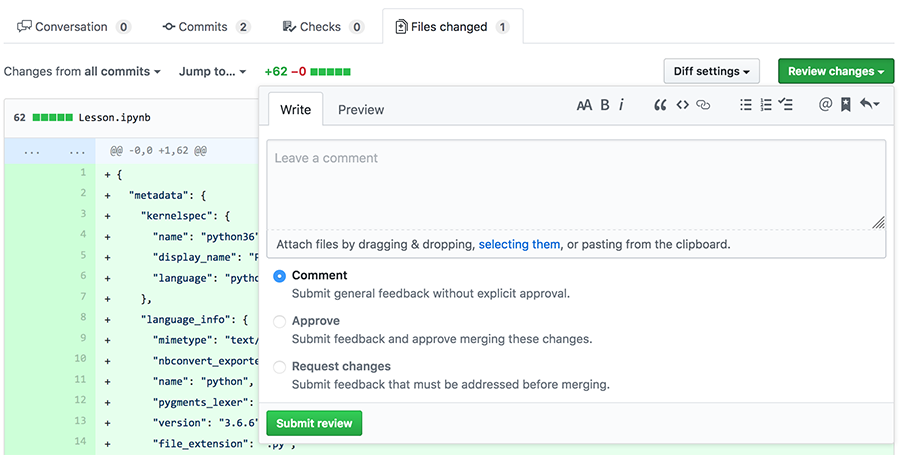 Conversation 0 Commits 2 Checks 0 Files changed 1
Changes from all commits Jump to... +62 −0 Diff settings Review changes
62 Lesson.ipynb
Write Preview AA B i @
... ... @@ -0,0 +1,62 @@
Leave a comment
1 + {
2 + "metadata": {
3 + "kernelspec": {
4 + "name": "python36"
5 + "display_name":
6 + "language": "pytho
7 + },
8 + "language_info": {
9 + "mimetype": "text/
10 + "nbconvert_exporte
11 + "name": "python",
12 + "pygments_lexer":
13 + "version": "3.6.6"
14 + "file_extension": ".py",
Attach files by dragging & dropping, selecting them, or pasting from the clipboard.
Comment
Submit general feedback without explicit approval.
Approve
Submit feedback and approve merging these changes.
Request changes
Submit feedback that must be addressed before merging.
Submit review